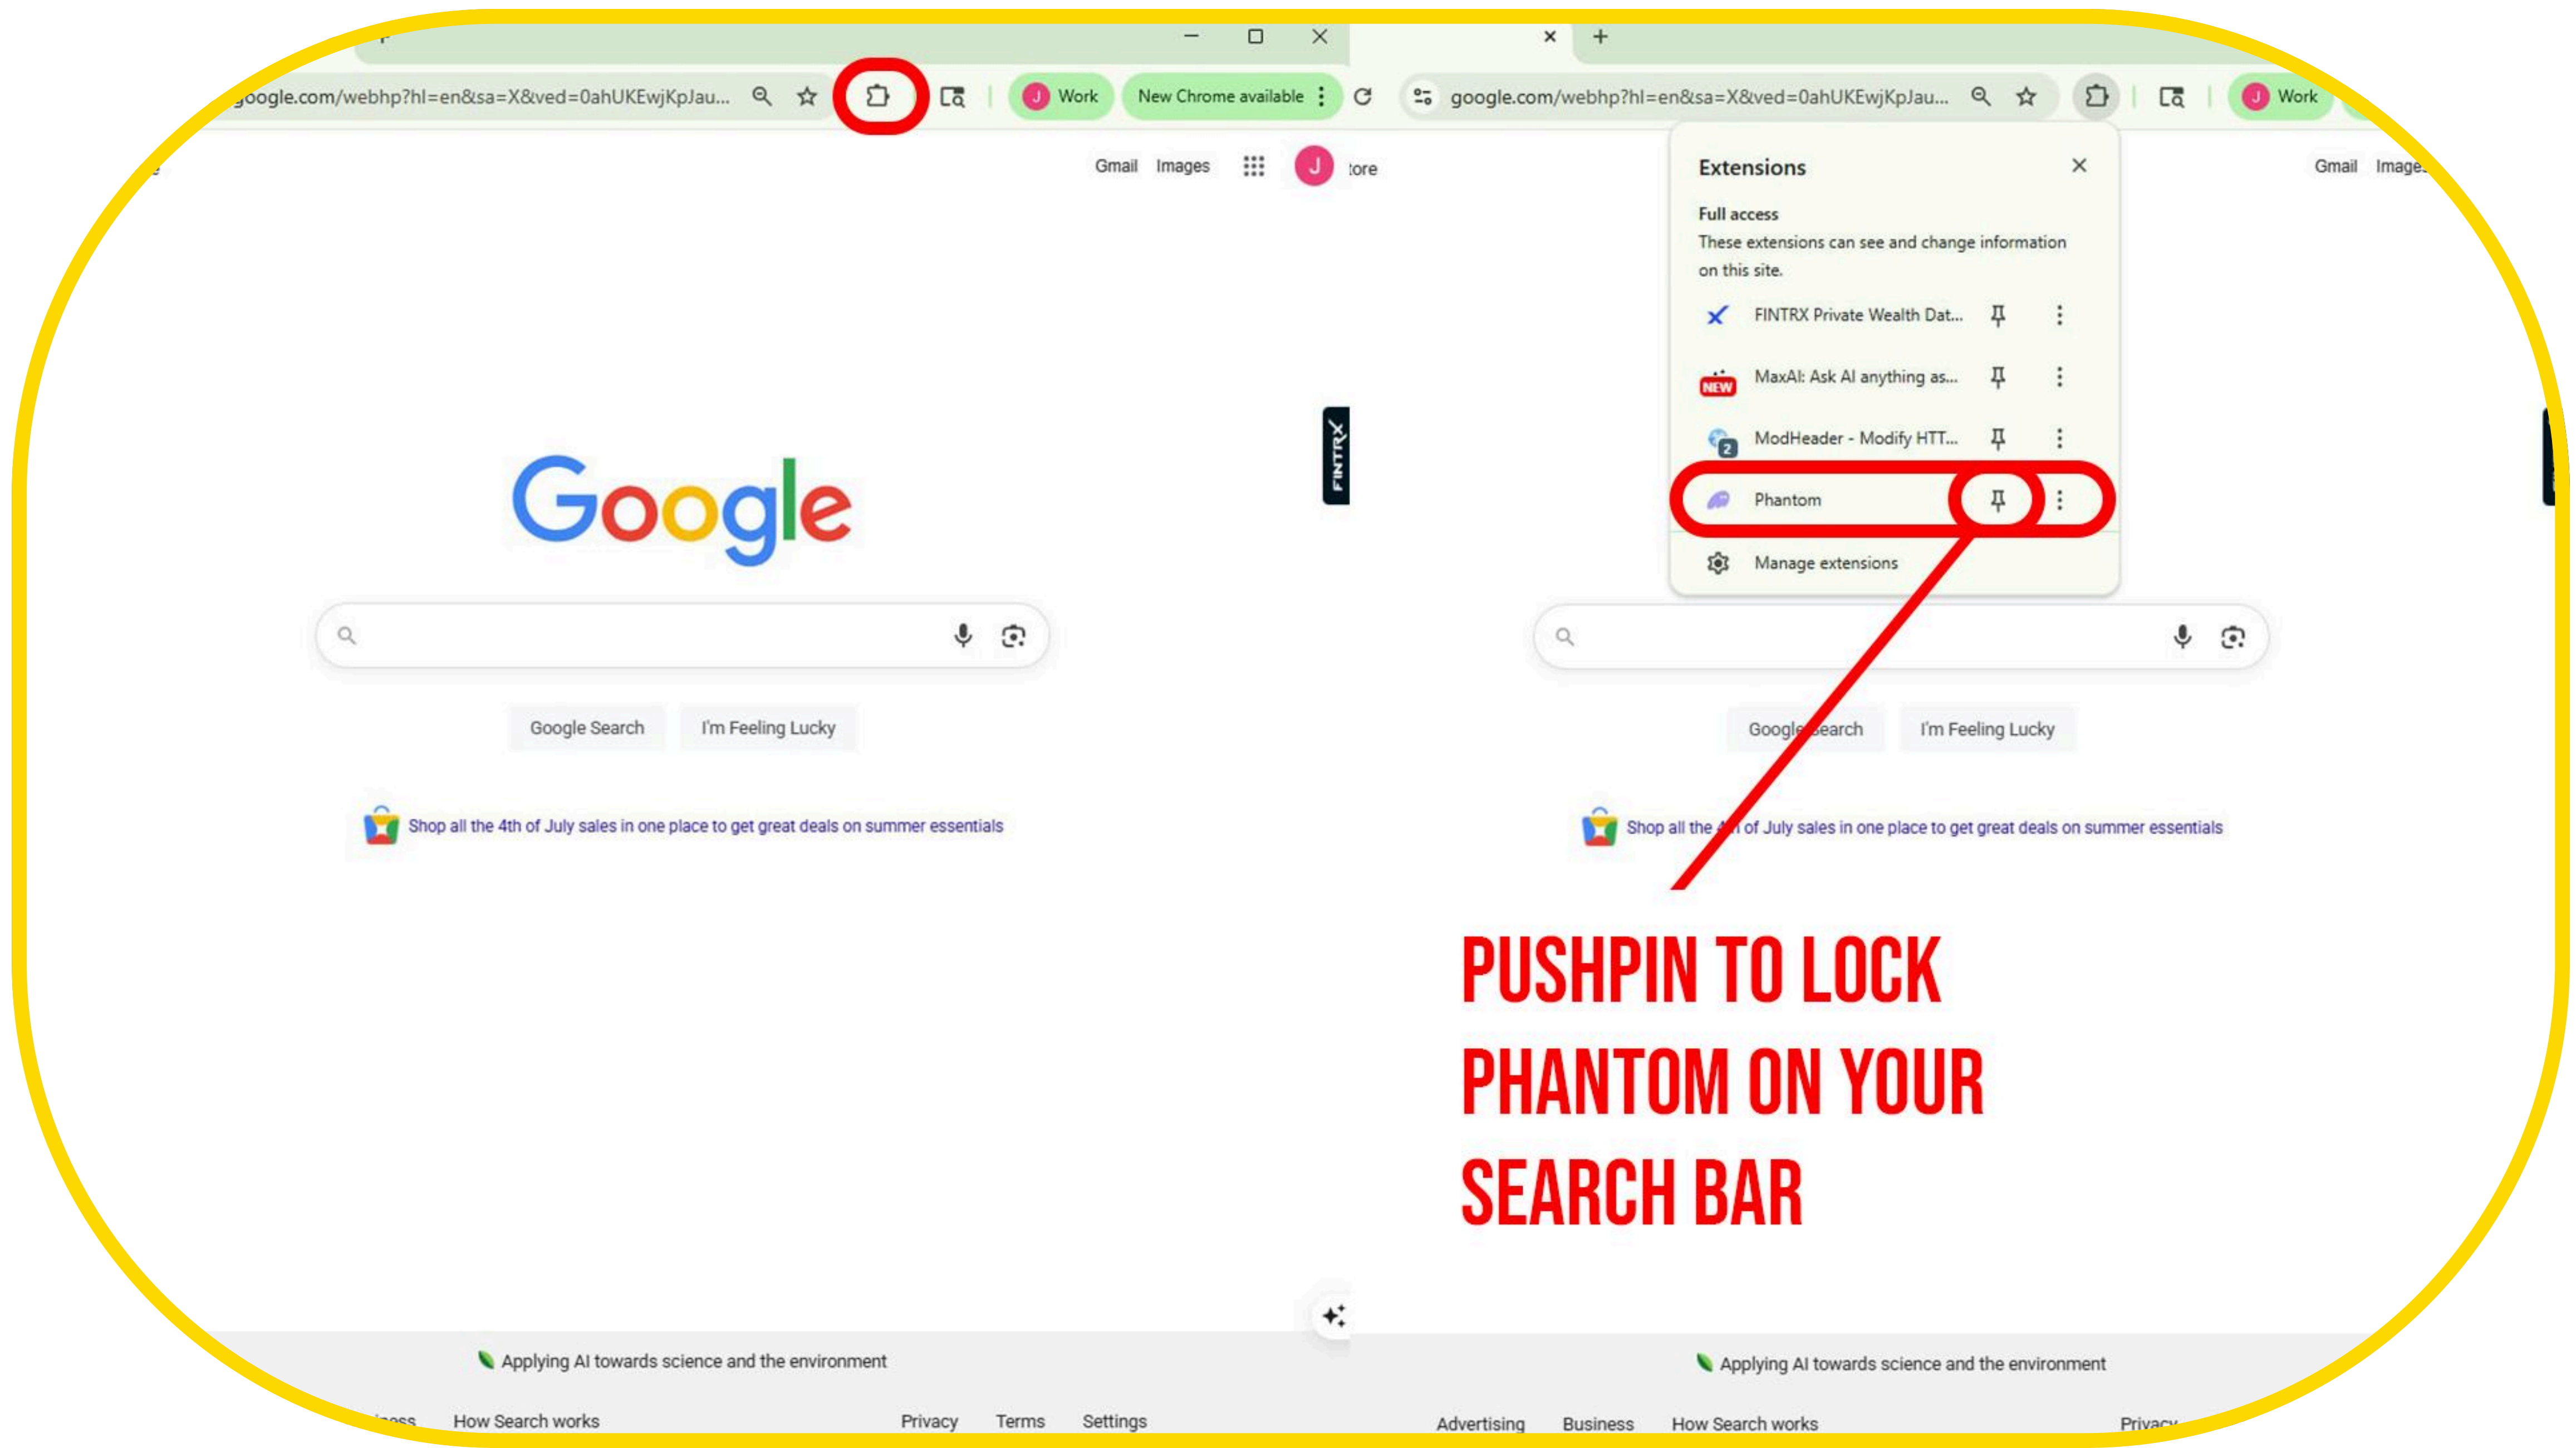 google.com/webhp?hl=en&sa=X&ved=0ahUKEwjKpJau...
Work
New Chrome available
Gmail
Images
J
FINTRX
Google
Google Search
I'm Feeling Lucky
Shop all the 4th of July sales in one place to get great deals on summer essentials
Applying AI towards science and the environment
How Search works
Privacy
Terms
Settings
google.com/webhp?hl=en&sa=X&ved=0ahUKEwjKpJau...
J
Work
tore
Gmail
Extensions
Full access
These extensions can see and change information
on this site.
FINTRX Private Wealth Dat...
NEW
MaxAI: Ask AI anything as...
2
ModHeader - Modify HTT...
Phantom
Manage extensions
Google Search
I'm Feeling Lucky
Shop all the 4th of July sales in one place to get great deals on summer essentials
PUSHPIN TO LOCK
PHANTOM ON YOUR
SEARCH BAR
Applying AI towards science and the environment
Advertising
Business
How Search works